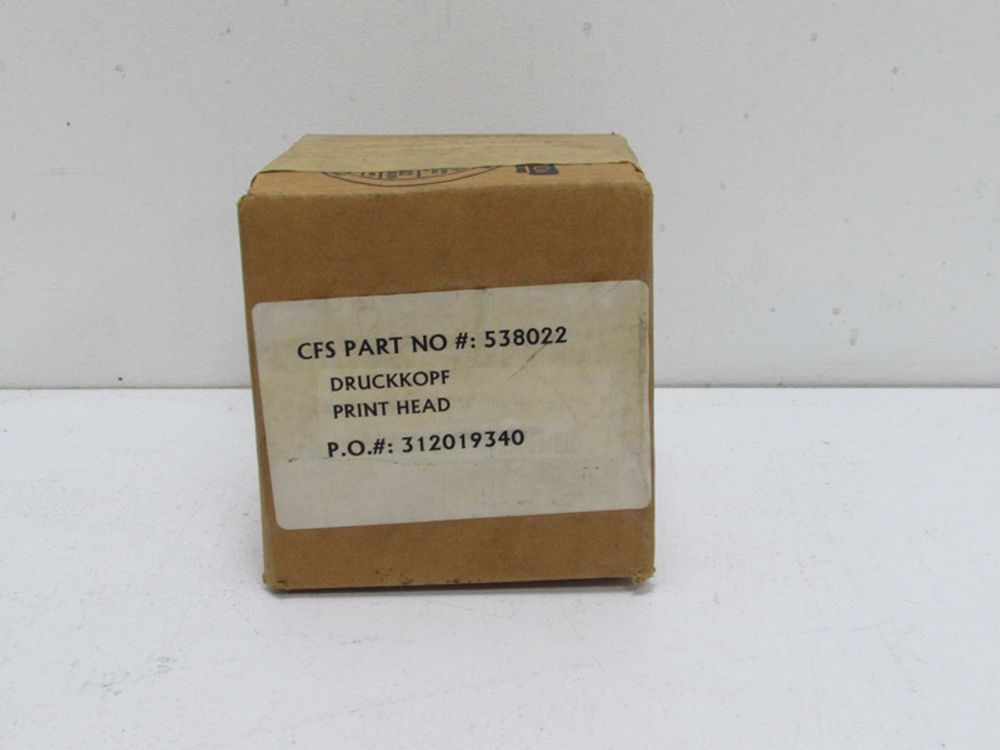 CFS PART NO #: 538022
DRUCKKOPF
PRINT HEAD
P.O.#: 312019340